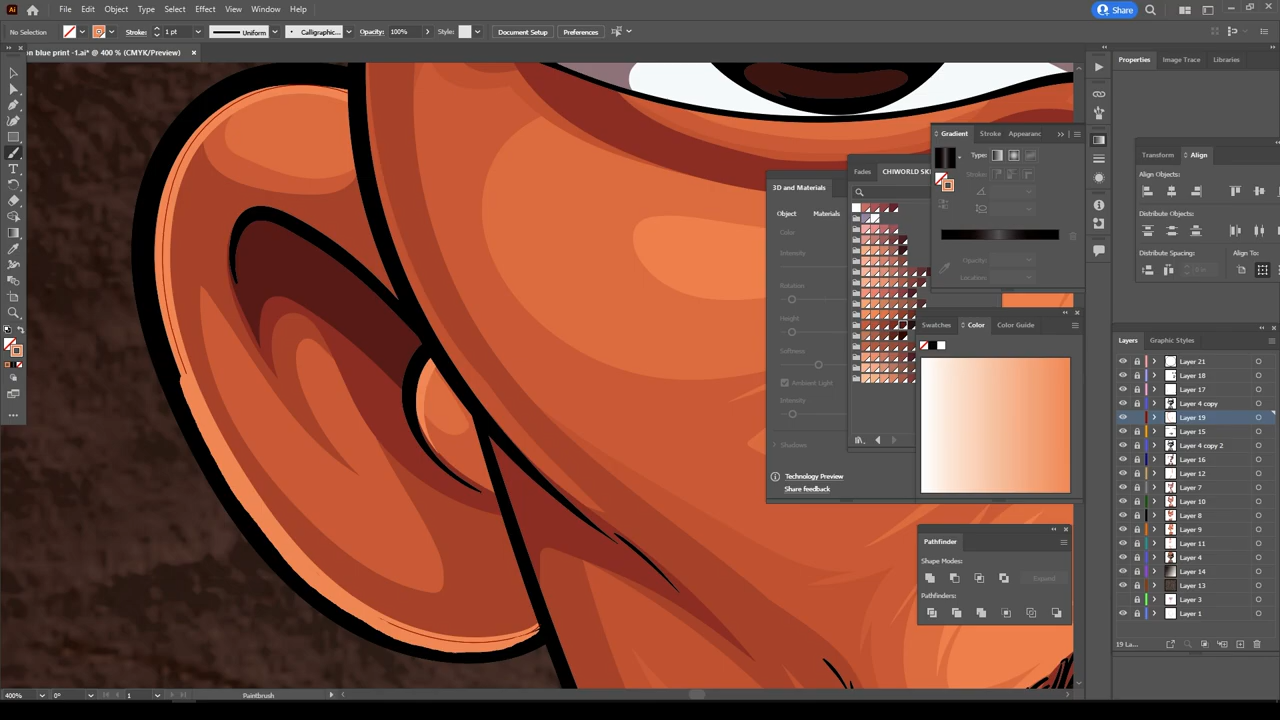 Ai
File Edit Object Type Select Effect View Window Help
Share
No Selection
Stroke: 1 pt
Uniform
Calligraphic...
Opacity: 100%
Style:
Document Setup
Preferences
n blue print -1.ai* @ 400 % (CMYK/Preview)
Properties Image Trace Libraries
Gradient Stroke Appearanc
Type:
Stroke:
Opacity:
Location:
Transform Align
Align Objects:
Distribute Objects:
Distribute Spacing: Align To:
3D and Materials
Object Materials
Color
Intensity
Rotation
Height
Softness
Ambient Light
Intensity
Shadows
Technology Preview
Share feedback
Fades CHIWORLD SK
Swatches Color Color Guide
Pathfinder
Shape Modes:
Expand
Pathfinders:
Layers Graphic Styles
Layer 21
Layer 18
Layer 17
Layer 4 copy
Layer 19
Layer 15
Layer 4 copy 2
Layer 16
Layer 12
Layer 7
Layer 10
Layer 8
Layer 9
Layer 11
Layer 4
Layer 14
Layer 13
Layer 3
Layer 1
19 La...
400%
0°
1
Paintbrush